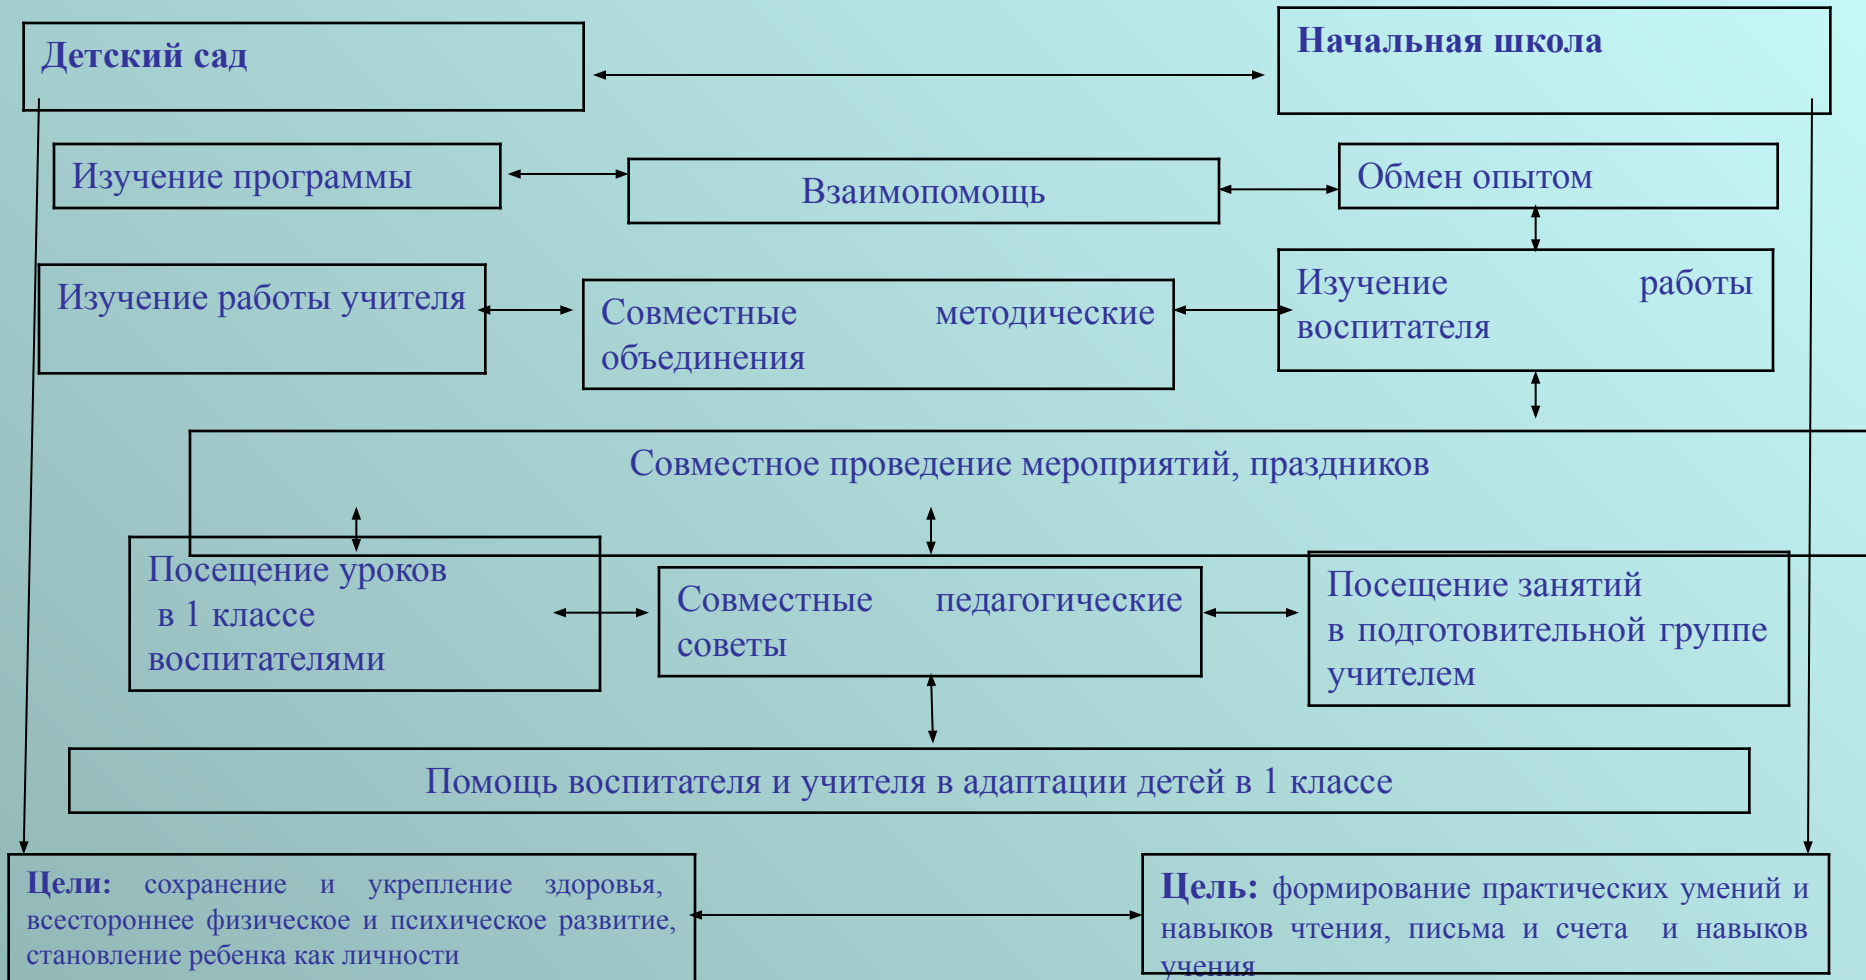 Детский сад
Начальная школа
Изучение программы
Взаимопомощь
Обмен опытом
Изучение работы учителя
Совместные методические
объединения
Изучение работы
воспитателя
Совместное проведение мероприятий, праздников
Посещение уроков
в 1 классе
воспитателями
Совместные педагогические
советы
Посещение занятий
в подготовительной группе
учителем
Помощь воспитателя и учителя в адаптации детей в 1 классе
Цели: сохранение и укрепление здоровья,
всестороннее физическое и психическое развитие,
становление ребенка как личности
Цель: формирование практических умений и
навыков чтения, письма и счета и навыков
учения